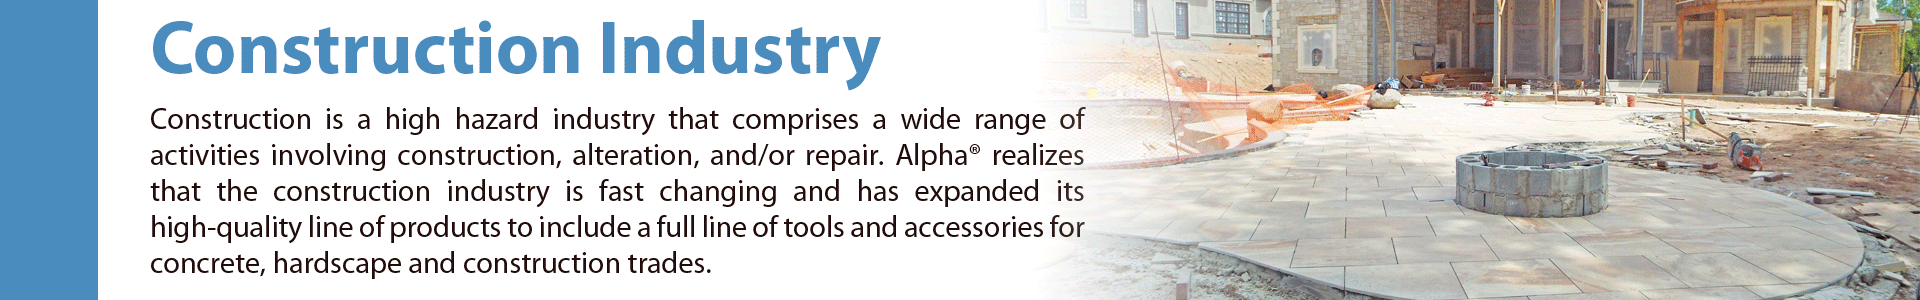 Construction Industry
Construction is a high hazard industry that comprises a wide range of
activities involving construction, alteration, and/or repair. Alpha® realizes
that the construction industry is fast changing and has expanded its
high-quality line of products to include a full line of tools and accessories for
concrete, hardscape and construction trades.